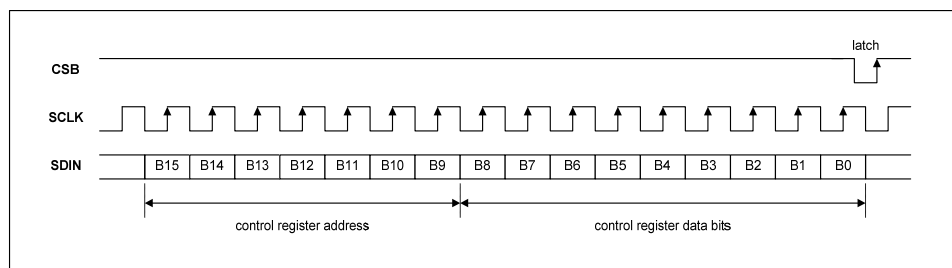 latch
CSB
SCLK
SDIN B15 B14 B13 B12 B11 B10 B9 B8 B7 B6 B5 B4 B3 B2 B1 B0
control register address control register data bits